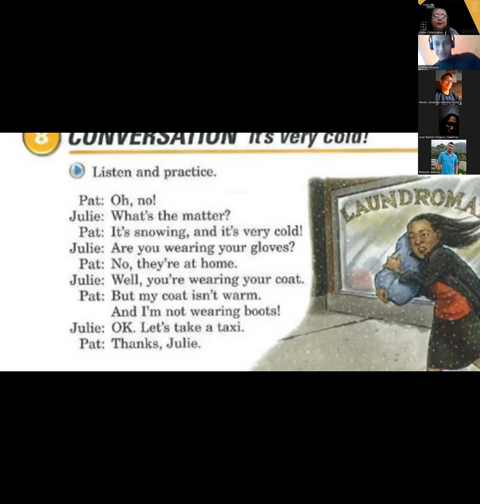 8 CONVERSATION It's very cold!
Listen and practice.
Pat: Oh, no!
Julie: What's the matter?
Pat: It's snowing, and it's very cold!
Julie: Are you wearing your gloves?
Pat: No, they're at home.
Julie: Well, you're wearing your coat.
Pat: But my coat isn't warm.
And I'm not wearing boots!
Julie: OK. Let's take a taxi.
Pat: Thanks, Julie.
LAUNDROMA